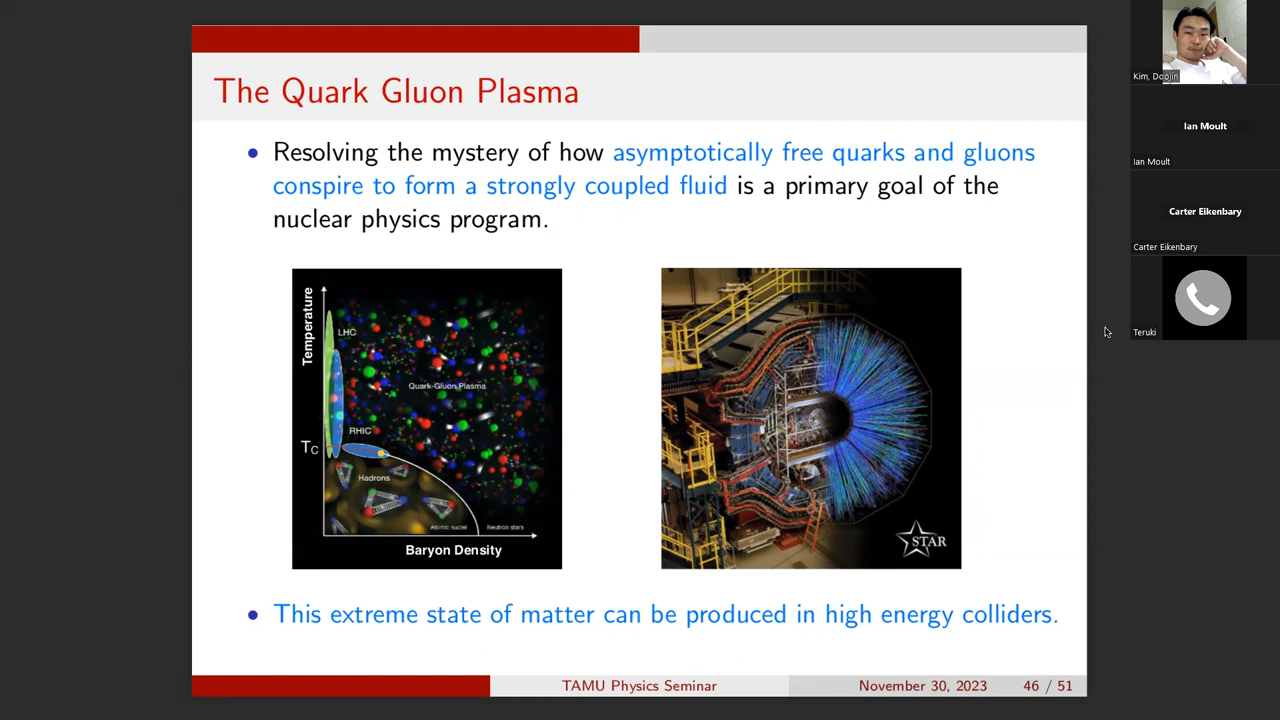 The Quark Gluon Plasma
Resolving the mystery of how asymptotically free quarks and gluons
conspire to form a strongly coupled fluid is a primary goal of the
nuclear physics program.
Temperature
LHC
Quark-Gluon Plasma
RHIC
Tc
Hadrons
Atomic nuclei
Neutron stars
Baryon Density
STAR
This extreme state of matter can be produced in high energy colliders.
TAMU Physics Seminar
November 30, 2023
46 / 51
Kim, Doojin
Ian Moult
Ian Moult
Carter Eikenbary
Carter Eikenbary
Teruki